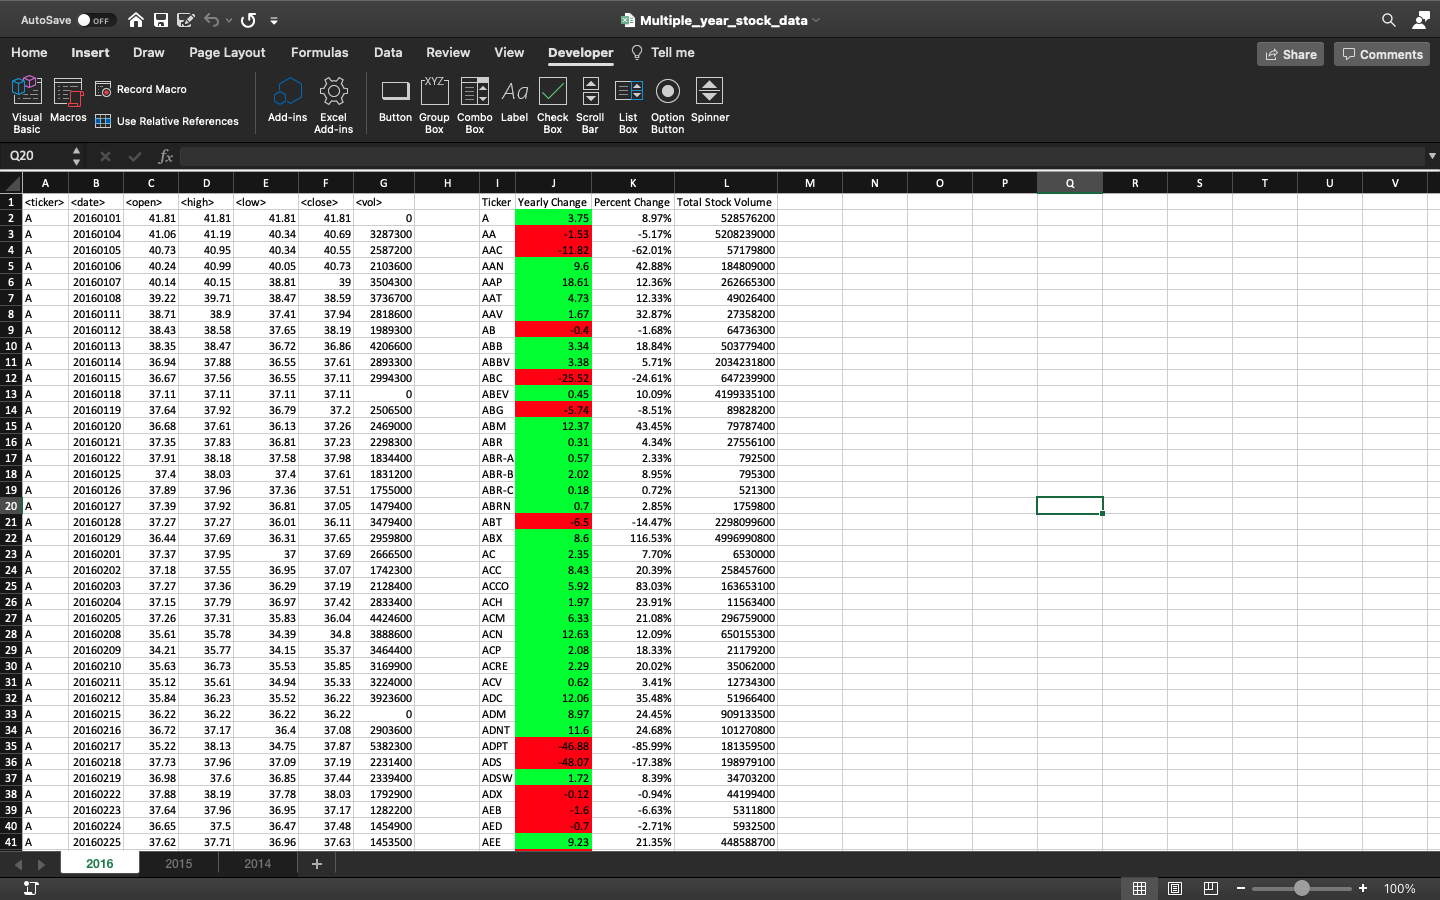 AutoSave OFF Multiple_year_stock_data
Home Insert Draw Page Layout Formulas Data Review View Developer Tell me Share Comments
Visual Basic Macros Record Macro Use Relative References Add-ins Excel Add-ins Button Group Box Combo Box Label Check Box Scroll Bar List Box Option Button Spinner
XYZ Aa
Q20 fx
A B C D E F G H I J K L M N O P Q R S T U V
1 <ticker> <date> <open> <high> <low> <close> <vol> Ticker Yearly Change Percent Change Total Stock Volume
2 A 20160101 41.81 41.81 41.81 41.81 0 A 3.75 8.97% 528576200
3 A 20160104 41.06 41.19 40.34 40.69 3287300 AA -1.53 -5.17% 5208239000
4 A 20160105 40.73 40.95 40.34 40.55 2587200 AAC -11.82 -62.01% 57179800
5 A 20160106 40.24 40.99 40.05 40.73 2103600 AAN 9.6 42.88% 184809000
6 A 20160107 40.14 40.15 38.81 39 3504300 AAP 18.61 12.36% 262665300
7 A 20160108 39.22 39.71 38.47 38.59 3736700 AAT 4.73 12.33% 49026400
8 A 20160111 38.71 38.9 37.41 37.94 2818600 AAV 1.67 32.87% 27358200
9 A 20160112 38.43 38.58 37.65 38.19 1989300 AB -0.4 -1.68% 64736300
10 A 20160113 38.35 38.47 36.72 36.86 4206600 ABB 3.34 18.84% 503779400
11 A 20160114 36.94 37.88 36.55 37.61 2893300 ABBV 3.38 5.71% 2034231800
12 A 20160115 36.67 37.56 36.55 37.11 2994300 ABC -25.52 -24.61% 647239900
13 A 20160118 37.11 37.11 37.11 37.11 0 ABEV 0.45 10.09% 4199335100
14 A 20160119 37.64 37.92 36.79 37.2 2506500 ABG -5.74 -8.51% 89828200
15 A 20160120 36.68 37.61 36.13 37.26 2469000 ABM 12.37 43.45% 79787400
16 A 20160121 37.35 37.83 36.81 37.23 2298300 ABR 0.31 4.34% 27556100
17 A 20160122 37.91 38.18 37.58 37.98 1834400 ABR-A 0.57 2.33% 792500
18 A 20160125 37.4 38.03 37.4 37.61 1831200 ABR-B 2.02 8.95% 795300
19 A 20160126 37.89 37.96 37.36 37.51 1755000 ABR-C 0.18 0.72% 521300
20 A 20160127 37.39 37.92 36.81 37.05 1479400 ABRN 0.7 2.85% 1759800
21 A 20160128 37.27 37.27 36.01 36.11 3479400 ABT -6.5 -14.47% 2298099600
22 A 20160129 36.44 37.69 36.31 37.65 2959800 ABX 8.6 116.53% 4996990800
23 A 20160201 37.37 37.95 37 37.69 2666500 AC 2.35 7.70% 6530000
24 A 20160202 37.18 37.55 36.95 37.07 1742300 ACC 8.43 20.39% 258457600
25 A 20160203 37.27 37.36 36.29 37.19 2128400 ACCO 5.92 83.03% 163653100
26 A 20160204 37.15 37.79 36.97 37.42 2833400 ACH 1.97 23.91% 11563400
27 A 20160205 37.26 37.31 35.83 36.04 4424600 ACM 6.33 21.08% 296759000
28 A 20160208 35.61 35.78 34.39 34.8 3888600 ACN 12.63 12.09% 650155300
29 A 20160209 34.21 35.77 34.15 35.37 3464400 ACP 2.08 18.33% 21179200
30 A 20160210 35.63 36.73 35.53 35.85 3169900 ACRE 2.29 20.02% 35062000
31 A 20160211 35.12 35.61 34.94 35.33 3224000 ACV 0.62 3.41% 12734300
32 A 20160212 35.84 36.23 35.52 36.22 3923600 ADC 12.06 35.48% 51966400
33 A 20160215 36.22 36.22 36.22 36.22 0 ADM 8.97 24.45% 909133500
34 A 20160216 36.72 37.17 36.4 37.08 2903600 ADNT 11.6 24.68% 101270800
35 A 20160217 35.22 38.13 34.75 37.87 5382300 ADPT -46.88 -85.99% 181359500
36 A 20160218 37.73 37.96 37.09 37.19 2231400 ADS -48.07 -17.38% 198979100
37 A 20160219 36.98 37.6 36.85 37.44 2339400 ADSW 1.72 8.39% 34703200
38 A 20160222 37.88 38.19 37.78 38.03 1792900 ADX -0.12 -0.94% 44199400
39 A 20160223 37.64 37.96 36.95 37.17 1282200 AEB -1.6 -6.63% 5311800
40 A 20160224 36.65 37.5 36.47 37.48 1454900 AED -0.7 -2.71% 5932500
41 A 20160225 37.62 37.71 36.96 37.63 1453500 AEE 9.23 21.35% 448588700
2016 2015 2014 +
100%